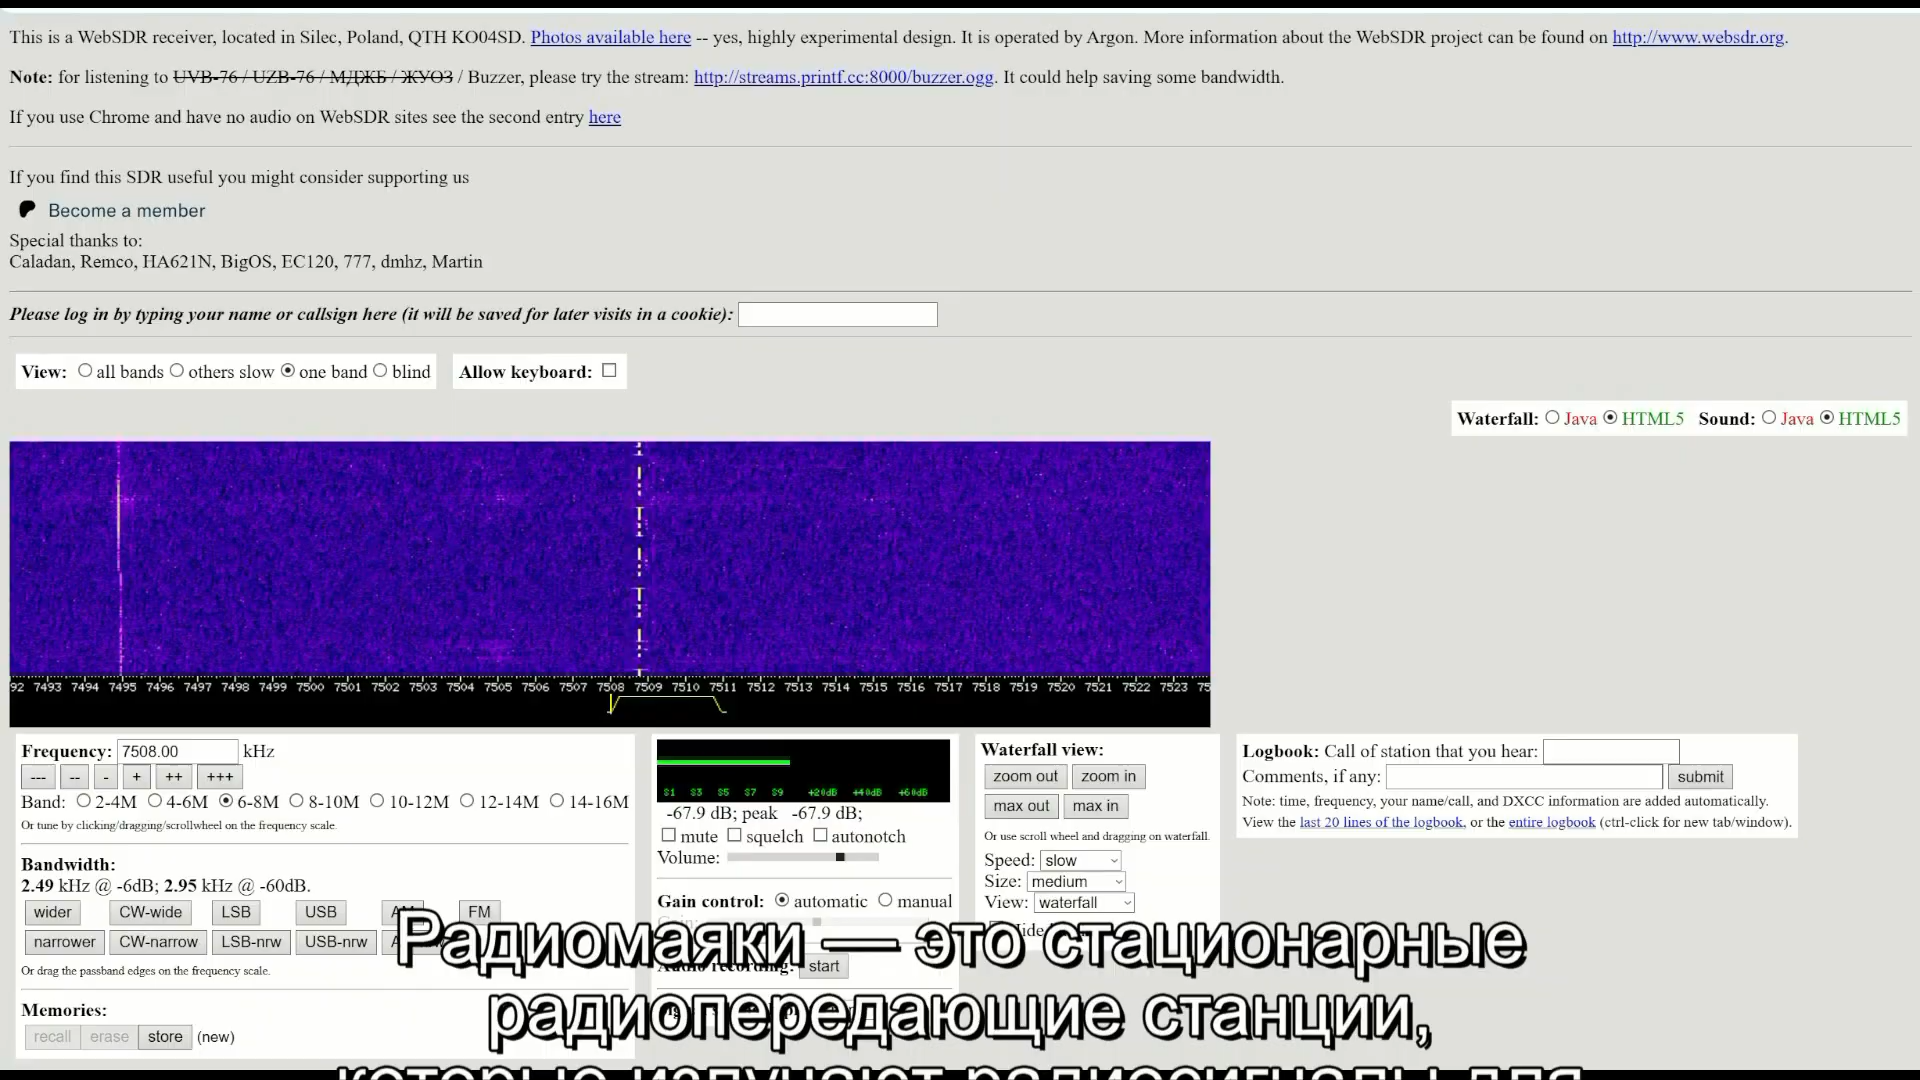 This is a WebSDR receiver, located in Silec, Poland, QTH KO04SD. Photos available here -- yes, highly experimental design. It is operated by Argon. More information about the WebSDR project can be found on http://www.websdr.org.
Note: for listening to UVB-76 / UZB-76 / МДЖБ / ЖУОЗ / Buzzer, please try the stream: http://streams.printf.cc:8000/buzzer.ogg. It could help saving some bandwidth.
If you use Chrome and have no audio on WebSDR sites see the second entry here
If you find this SDR useful you might consider supporting us
Become a member
Special thanks to:
Caladan, Remco, HA621N, BigOS, EC120, 777, dmhz, Martin
Please log in by typing your name or callsign here (it will be saved for later visits in a cookie):
View: all bands others slow one band blind Allow keyboard:
Waterfall: Java HTML5 Sound: Java HTML5
92 7493 7494 7495 7496 7497 7498 7499 7500 7501 7502 7503 7504 7505 7506 7507 7508 7509 7510 7511 7512 7513 7514 7515 7516 7517 7518 7519 7520 7521 7522 7523 75
Frequency: 7508.00 kHz
--- -- - + ++ +++
Band: 2-4M 4-6M 6-8M 8-10M 10-12M 12-14M 14-16M
Or tune by clicking/dragging/scrollwheel on the frequency scale.
Bandwidth:
2.49 kHz @ -6dB; 2.95 kHz @ -60dB.
wider CW-wide LSB USB AM FM
narrower CW-narrow LSB-nrw USB-nrw
Or drag the passband edges on the frequency scale.
Memories:
recall erase store (new)
S1 S3 S5 S7 S9 +20dB +40dB +60dB
-67.9 dB; peak -67.9 dB;
mute squelch autonotch
Volume:
Gain control: automatic manual
Gain:
Audio recording: start
Waterfall view:
zoom out zoom in
max out max in
Or use scroll wheel and dragging on waterfall.
Speed: slow
Size: medium
View: waterfall
Logbook: Call of station that you hear:
Comments, if any: submit
Note: time, frequency, your name/call, and DXCC information are added automatically.
View the last 20 lines of the logbook, or the entire logbook (ctrl-click for new tab/window).
Радиомаяки — это стационарные
радиопередающие станции,
которые излучают радиосигналы для